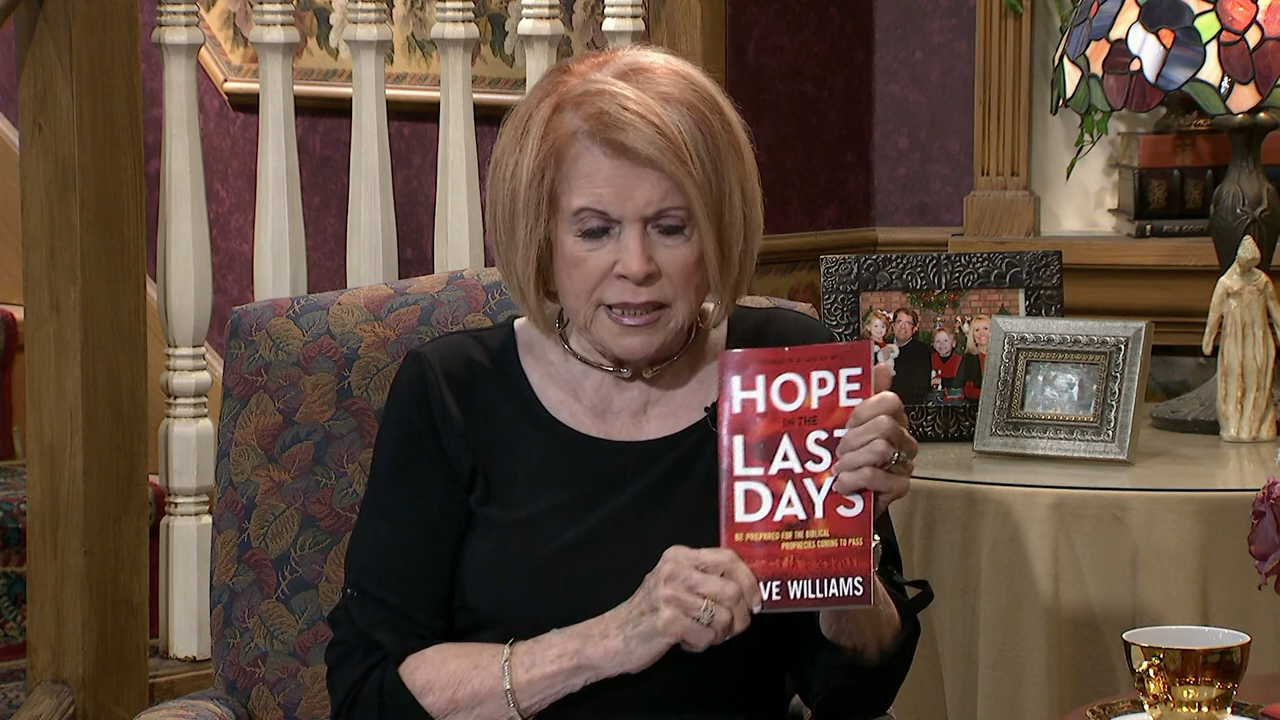 HOPE
IN THE
LAST
DAYS
BE PREPARED FOR THE BIBLICAL
PROPHECIES COMING TO PASS
VE WILLIAMS